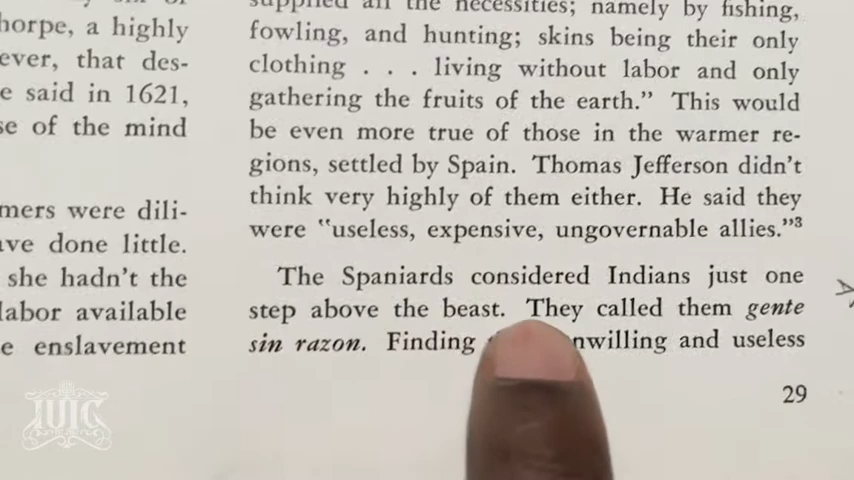 horpe, a highly
ever, that des-
e said in 1621,
se of the mind
mers were dili-
ave done little.
she hadn't the
labor available
e enslavement
supplied all the necessities; namely by fishing,
fowling, and hunting; skins being their only
clothing . . . living without labor and only
gathering the fruits of the earth." This would
be even more true of those in the warmer re-
gions, settled by Spain. Thomas Jefferson didn't
think very highly of them either. He said they
were "useless, expensive, ungovernable allies."3
The Spaniards considered Indians just one
step above the beast. They called them gente
sin razon. Finding nwilling and useless
29
IUIC